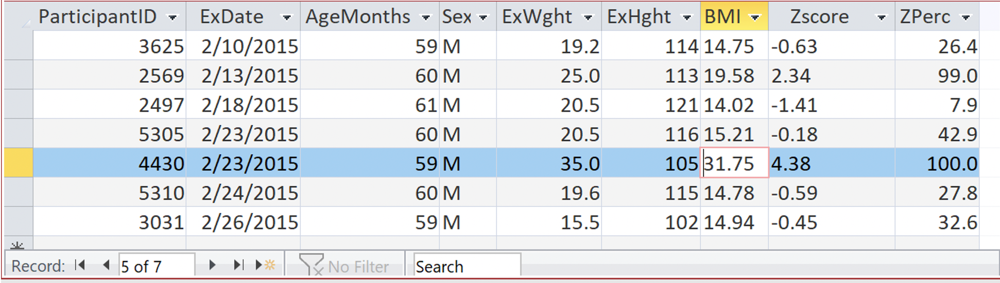 ParticipantID ExDate AgeMonths Sex ExWght ExHght BMI Zscore ZPerc
3625 2/10/2015 59 M 19.2 114 14.75 -0.63 26.4
2569 2/13/2015 60 M 25.0 113 19.58 2.34 99.0
2497 2/18/2015 61 M 20.5 121 14.02 -1.41 7.9
5305 2/23/2015 60 M 20.5 116 15.21 -0.18 42.9
4430 2/23/2015 59 M 35.0 105 31.75 4.38 100.0
5310 2/24/2015 60 M 19.6 115 14.78 -0.59 27.8
3031 2/26/2015 59 M 15.5 102 14.94 -0.45 32.6
Record: 5 of 7 No Filter Search